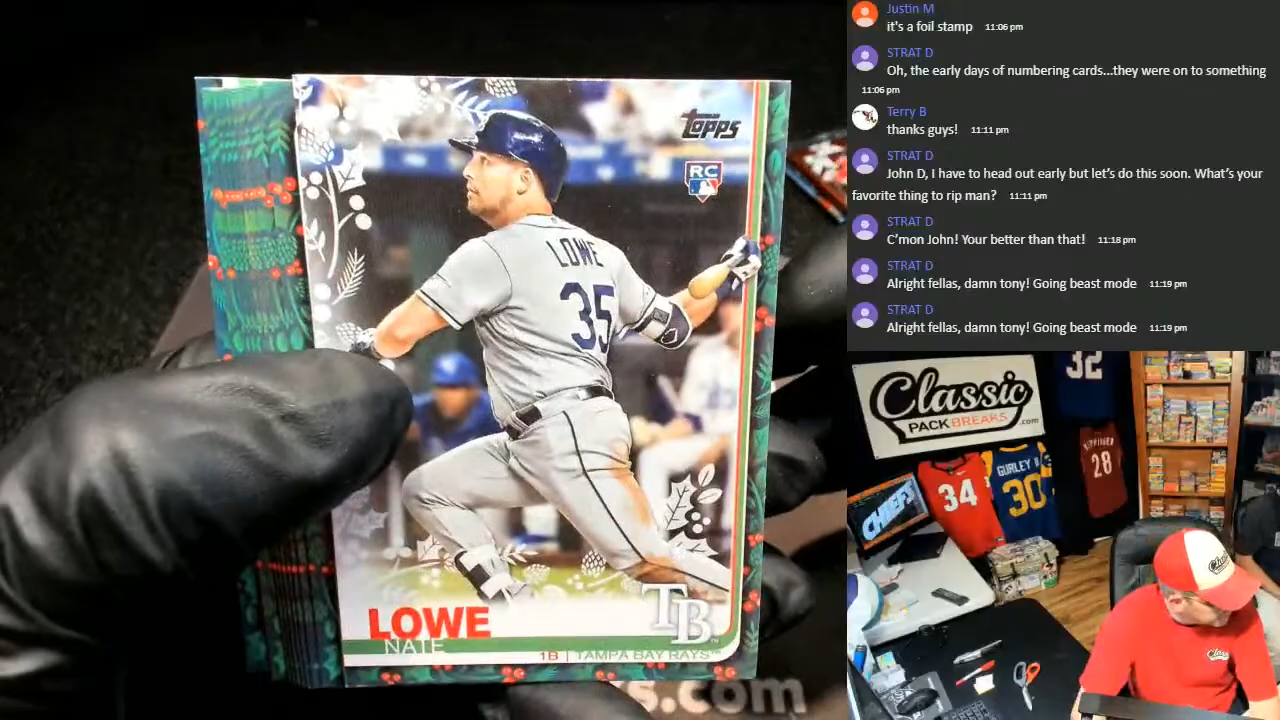 topps
RC
LOWE
35
LOWE
NATE
TB
1B | TAMPA BAY RAYS
s.com
Justin M
it's a foil stamp 11:06 pm
STRAT D
Oh, the early days of numbering cards...they were on to something
11:06 pm
Terry B
thanks guys! 11:11 pm
STRAT D
John D, I have to head out early but let's do this soon. What's your
favorite thing to rip man? 11:11 pm
STRAT D
C'mon John! Your better than that! 11:18 pm
STRAT D
Alright fellas, damn tony! Going beast mode 11:19 pm
STRAT D
Alright fellas, damn tony! Going beast mode 11:19 pm
Classic
PACK BREAKS.com
32
34
GURLEY II
30
28
CHIEFS
Classic